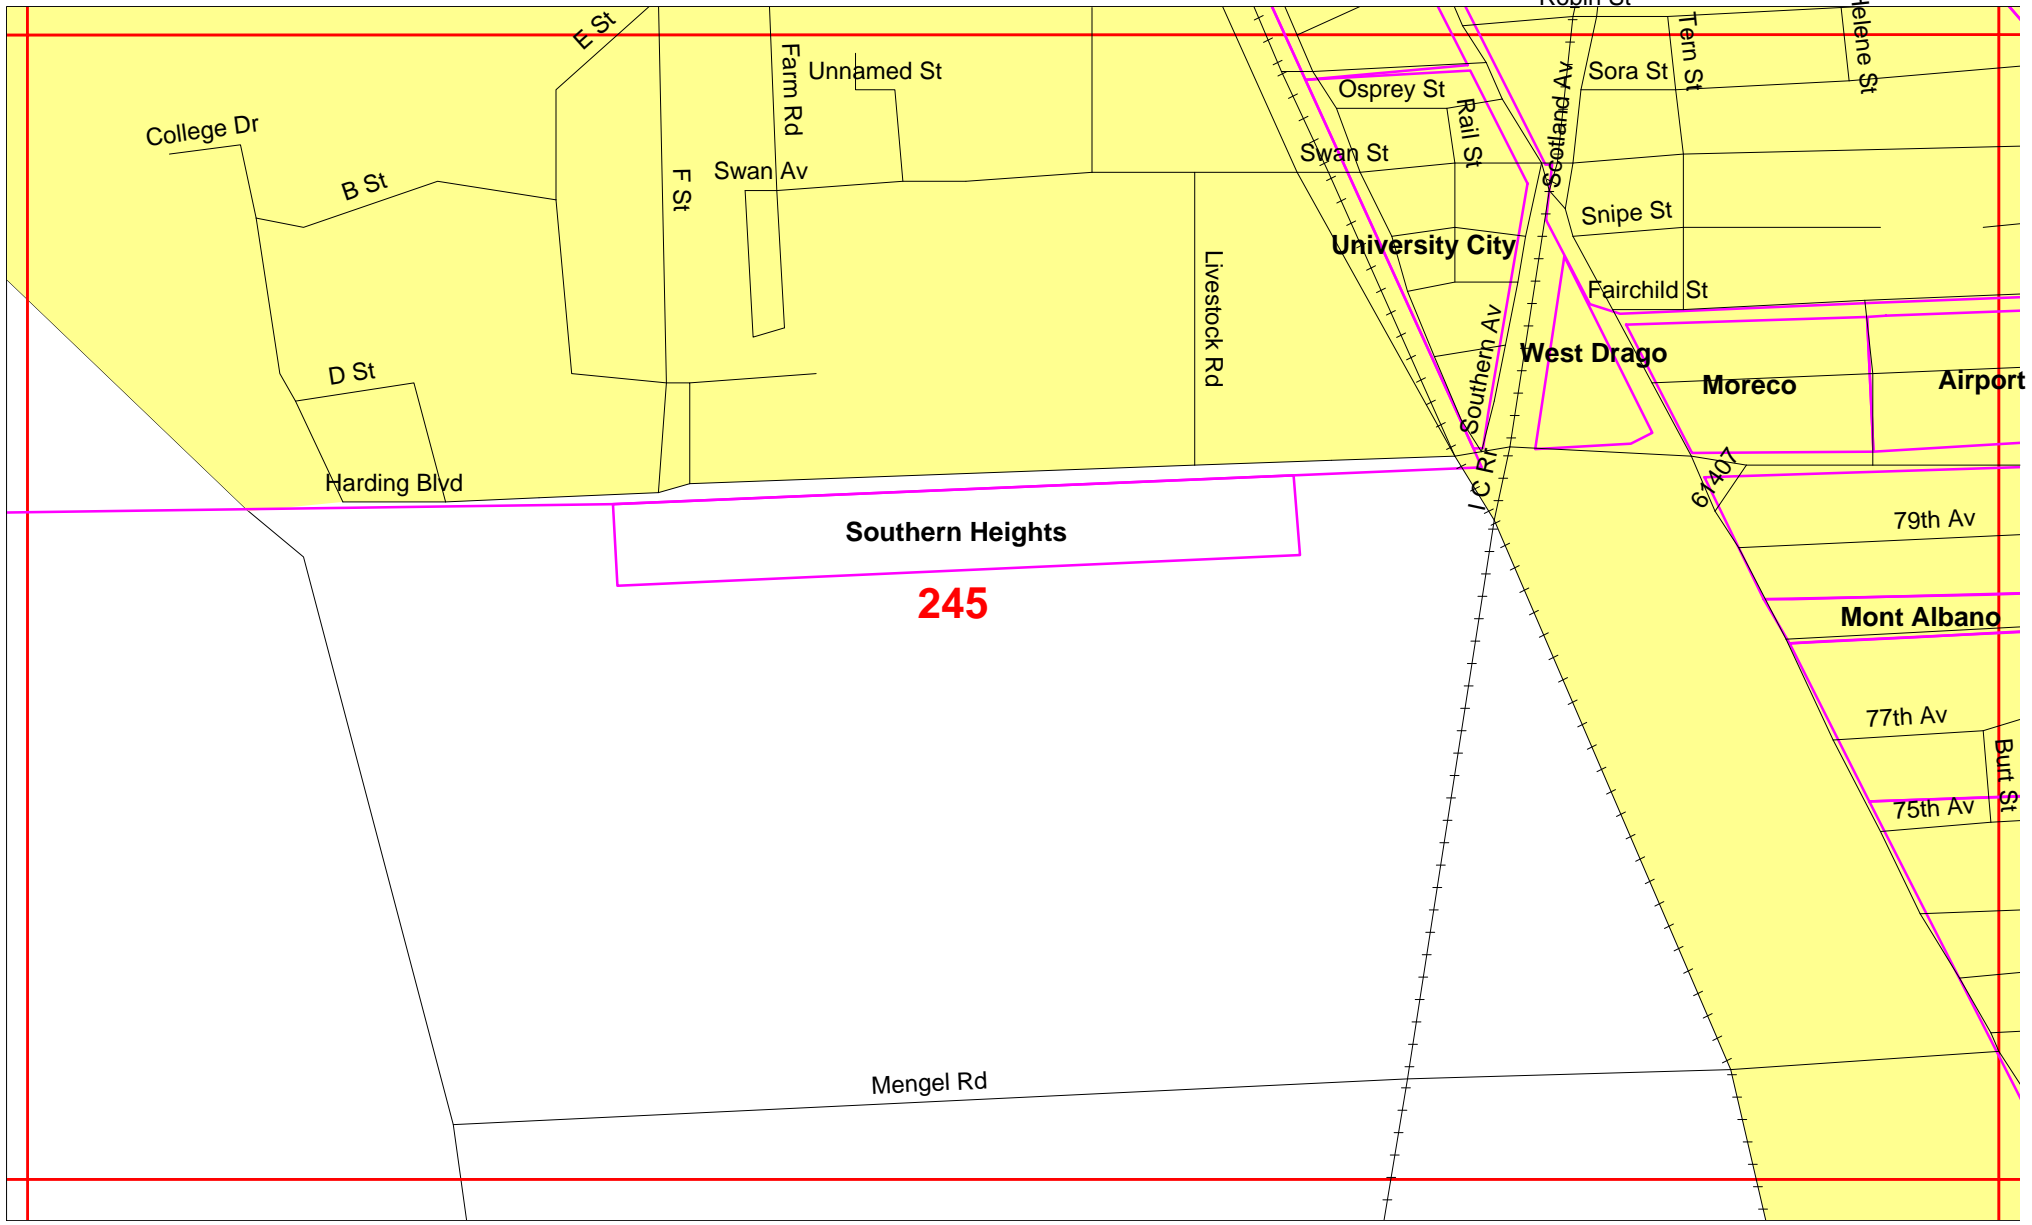 Robin St
E St
Farm Rd
Unnamed St
Tern St
Helene St
Sora St
Osprey St
Scotland Av
Rail St
College Dr
Swan St
Swan Av
B St
F St
Snipe St
University City
Livestock Rd
Fairchild St
Southern Av
West Drago
Moreco
Airport
D St
Harding Blvd
I C Rr
61407
79th Av
Southern Heights
245
Mont Albano
77th Av
Burt St
75th Av
Mengel Rd